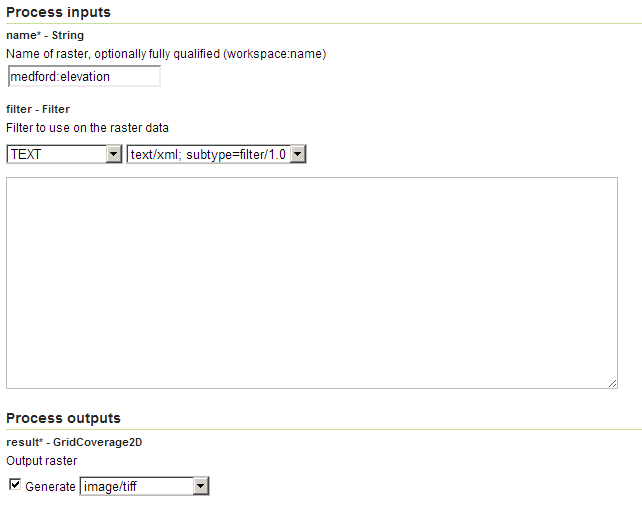 Process inputs
name* - String
Name of raster, optionally fully qualified (workspace:name)
medford:elevation
filter - Filter
Filter to use on the raster data
TEXT text/xml; subtype=filter/1.0
Process outputs
result* - GridCoverage2D
Output raster
Generate image/tiff